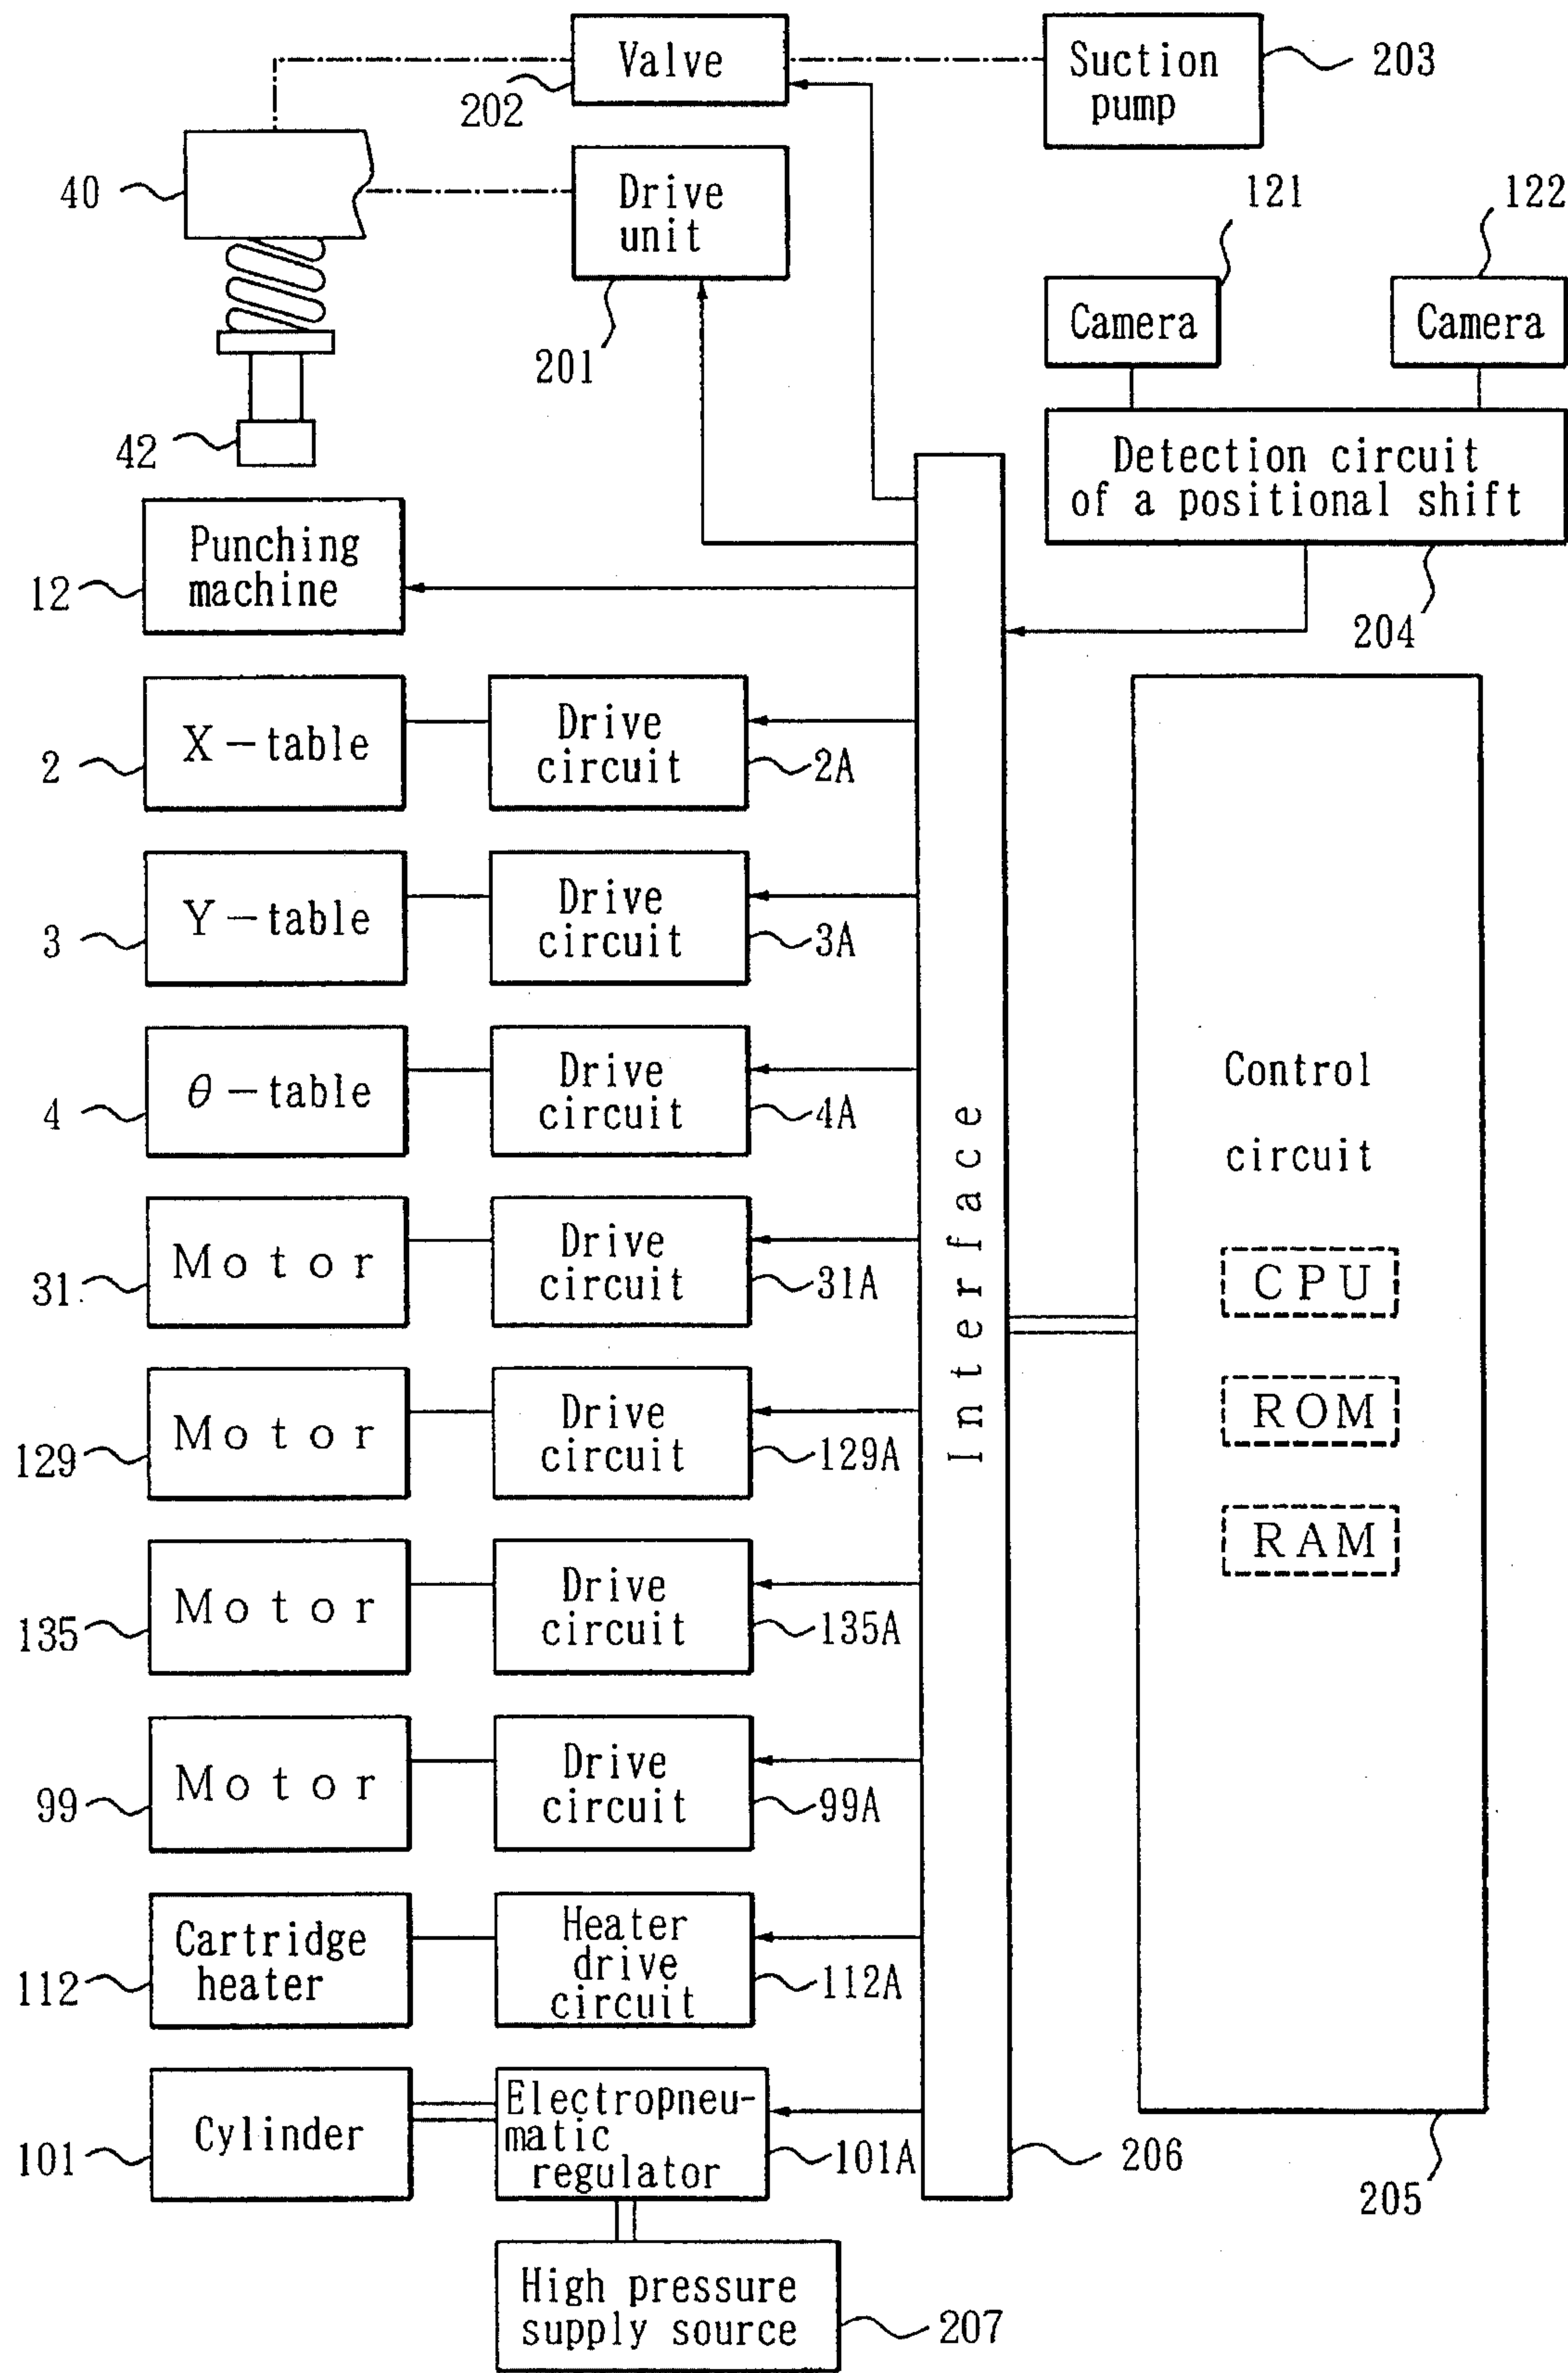 Valve
202
Suction
pump
203
40
Drive
unit
201
121
122
Camera
Camera
42
Detection circuit
of a positional shift
204
Punching
machine
12
X-table
2
Drive
circuit
2A
Y-table
3
Drive
circuit
3A
θ-table
4
Drive
circuit
4A
Motor
31
Drive
circuit
31A
Motor
129
Drive
circuit
129A
Motor
135
Drive
circuit
135A
Motor
99
Drive
circuit
99A
Cartridge
heater
112
Heater
drive
circuit
112A
Cylinder
101
Electropneu-
matic
regulator
101A
High pressure
supply source
207
Interface
206
Control
circuit
CPU
ROM
RAM
205